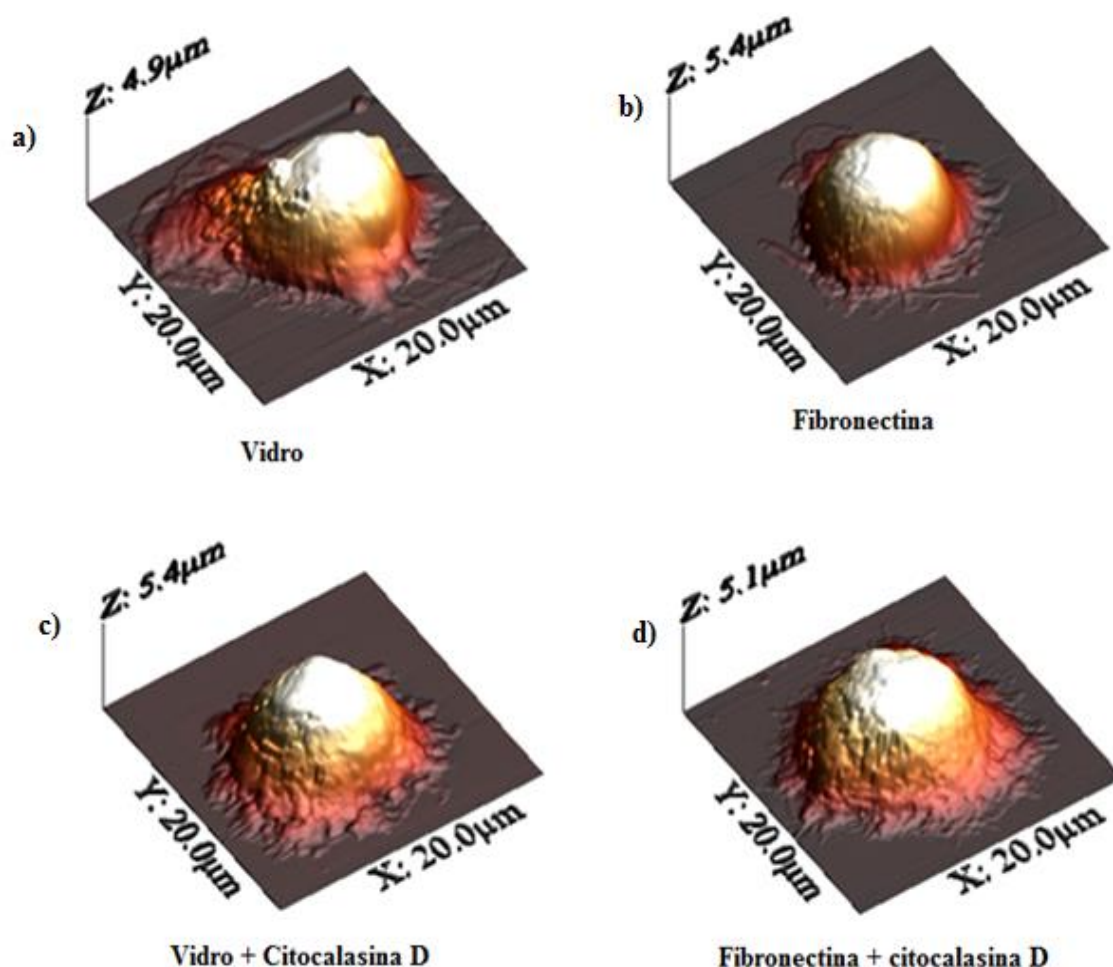 a)
Z: 4.9µm
Y: 20.0µm
X: 20.0µm
Vidro
b)
Z: 5.4µm
Y: 20.0µm
X: 20.0µm
Fibronectina
c)
Z: 5.4µm
Y: 20.0µm
X: 20.0µm
Vidro + Citocalasina D
d)
Z: 5.1µm
Y: 20.0µm
X: 20.0µm
Fibronectina + citocalasina D